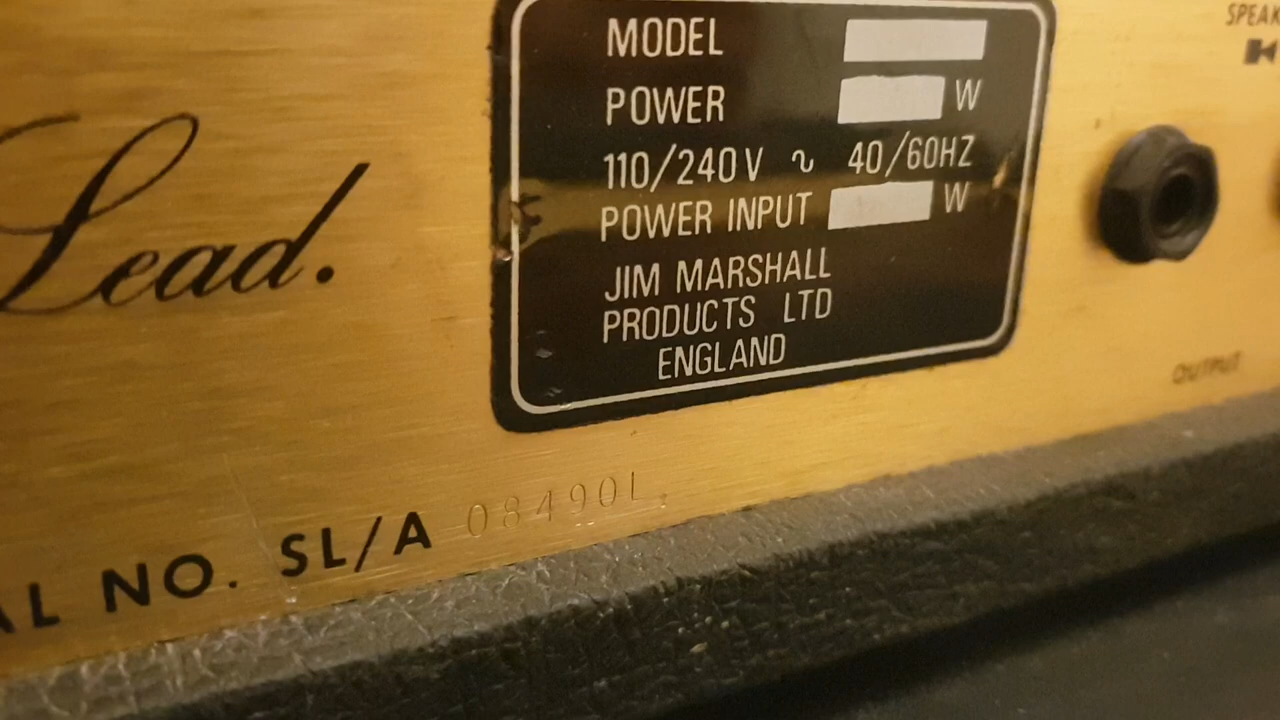 SPEAK
MODEL
POWER W
110/240V ~ 40/60HZ
POWER INPUT W
JIM MARSHALL
PRODUCTS LTD
ENGLAND
Lead.
OUTPUT
AL NO. SL/A 08490L